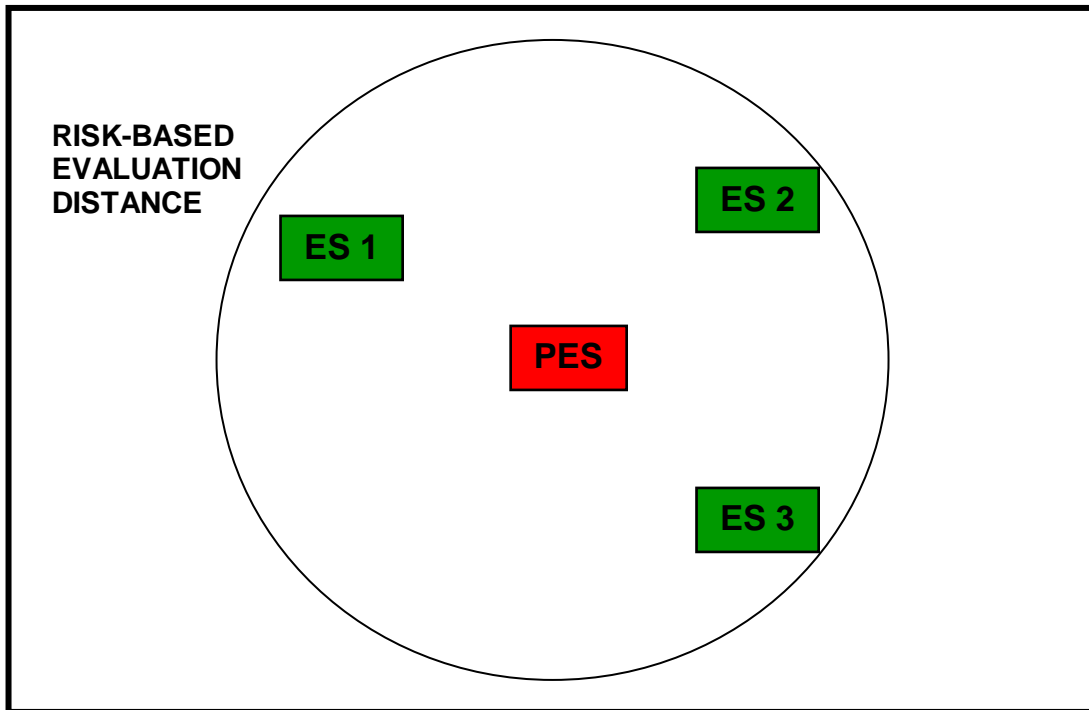 RISK-BASED
EVALUATION
DISTANCE
ES 1
ES 2
PES
ES 3